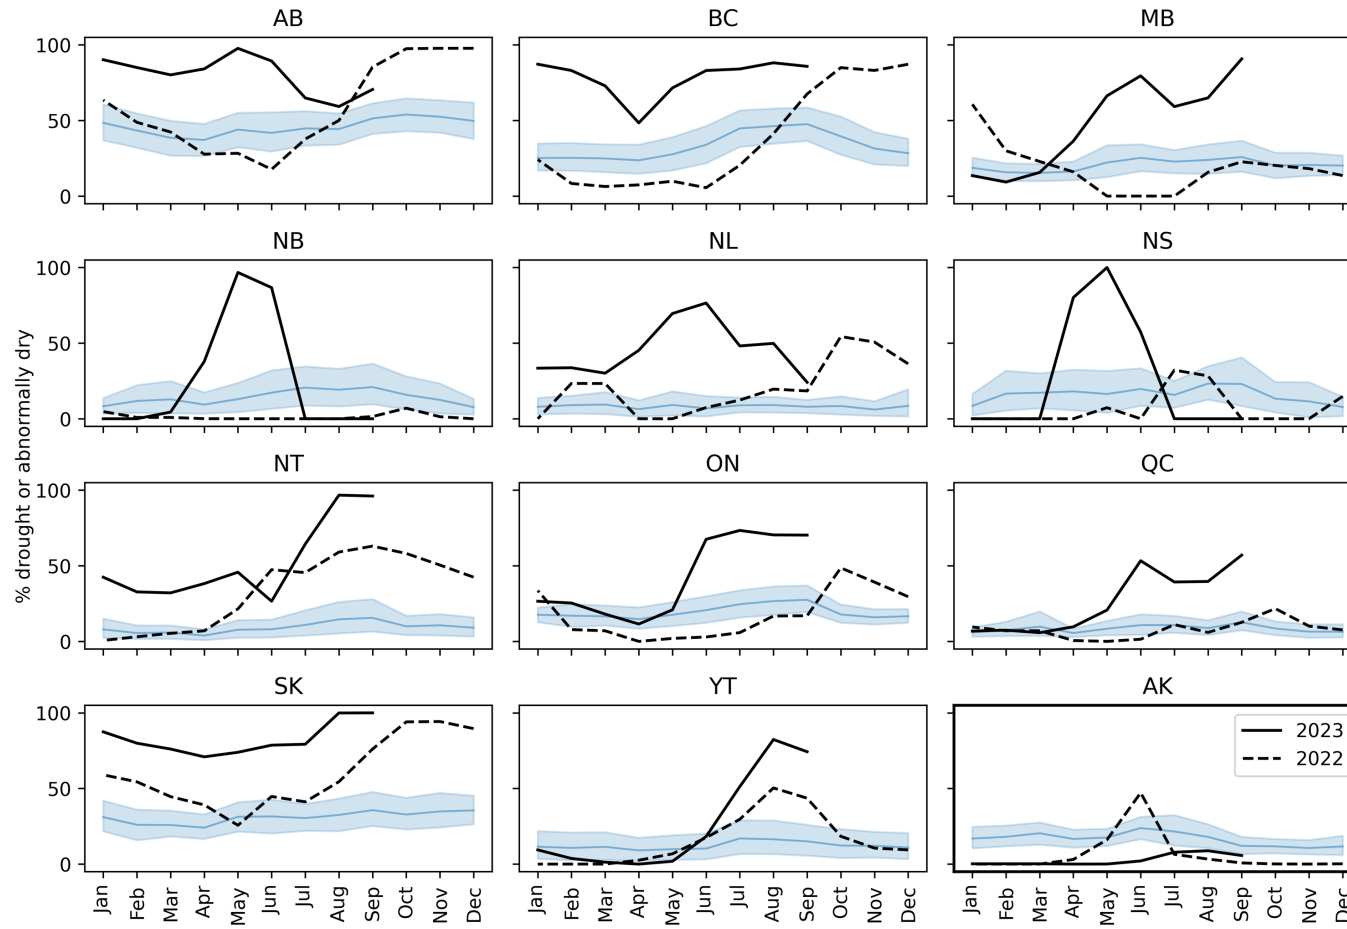 AB
BC
MB
100
50
0
NB
NL
NS
100
50
0
% drought or abnormally dry
NT
ON
QC
100
50
0
SK
YT
AK
100
50
0
2023
2022
Jan Feb Mar Apr May Jun Jul Aug Sep Oct Nov Dec
Jan Feb Mar Apr May Jun Jul Aug Sep Oct Nov Dec
Jan Feb Mar Apr May Jun Jul Aug Sep Oct Nov Dec